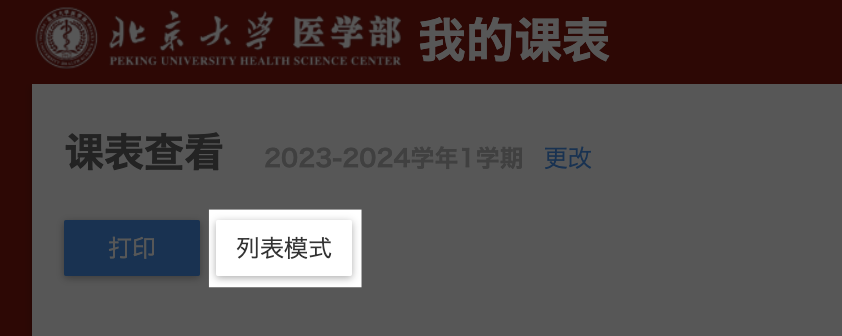 北京大学 医学部 我的课表
PEKING UNIVERSITY HEALTH SCIENCE CENTER
课表查看 2023-2024学年1学期 更改
打印 列表模式